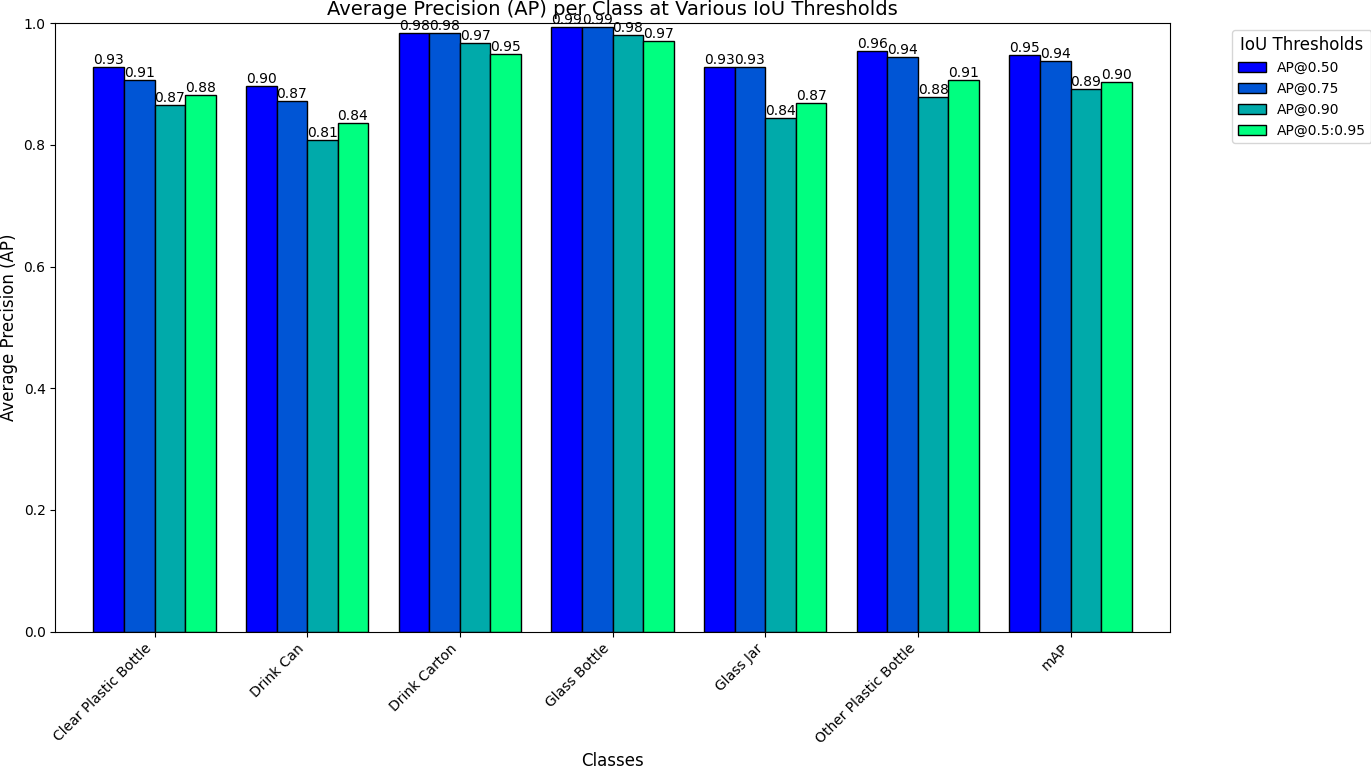 Average Precision (AP) per Class at Various IoU Thresholds
Average Precision (AP)
1.0
0.8
0.6
0.4
0.2
0.0
0.93
0.91
0.87
0.88
0.90
0.87
0.81
0.84
0.98
0.98
0.97
0.95
0.99
0.99
0.98
0.97
0.93
0.93
0.84
0.87
0.96
0.94
0.88
0.91
0.95
0.94
0.89
0.90
Clear Plastic Bottle
Drink Can
Drink Carton
Glass Bottle
Glass Jar
Other Plastic Bottle
mAP
Classes
IoU Thresholds
AP@0.50
AP@0.75
AP@0.90
AP@0.5:0.95